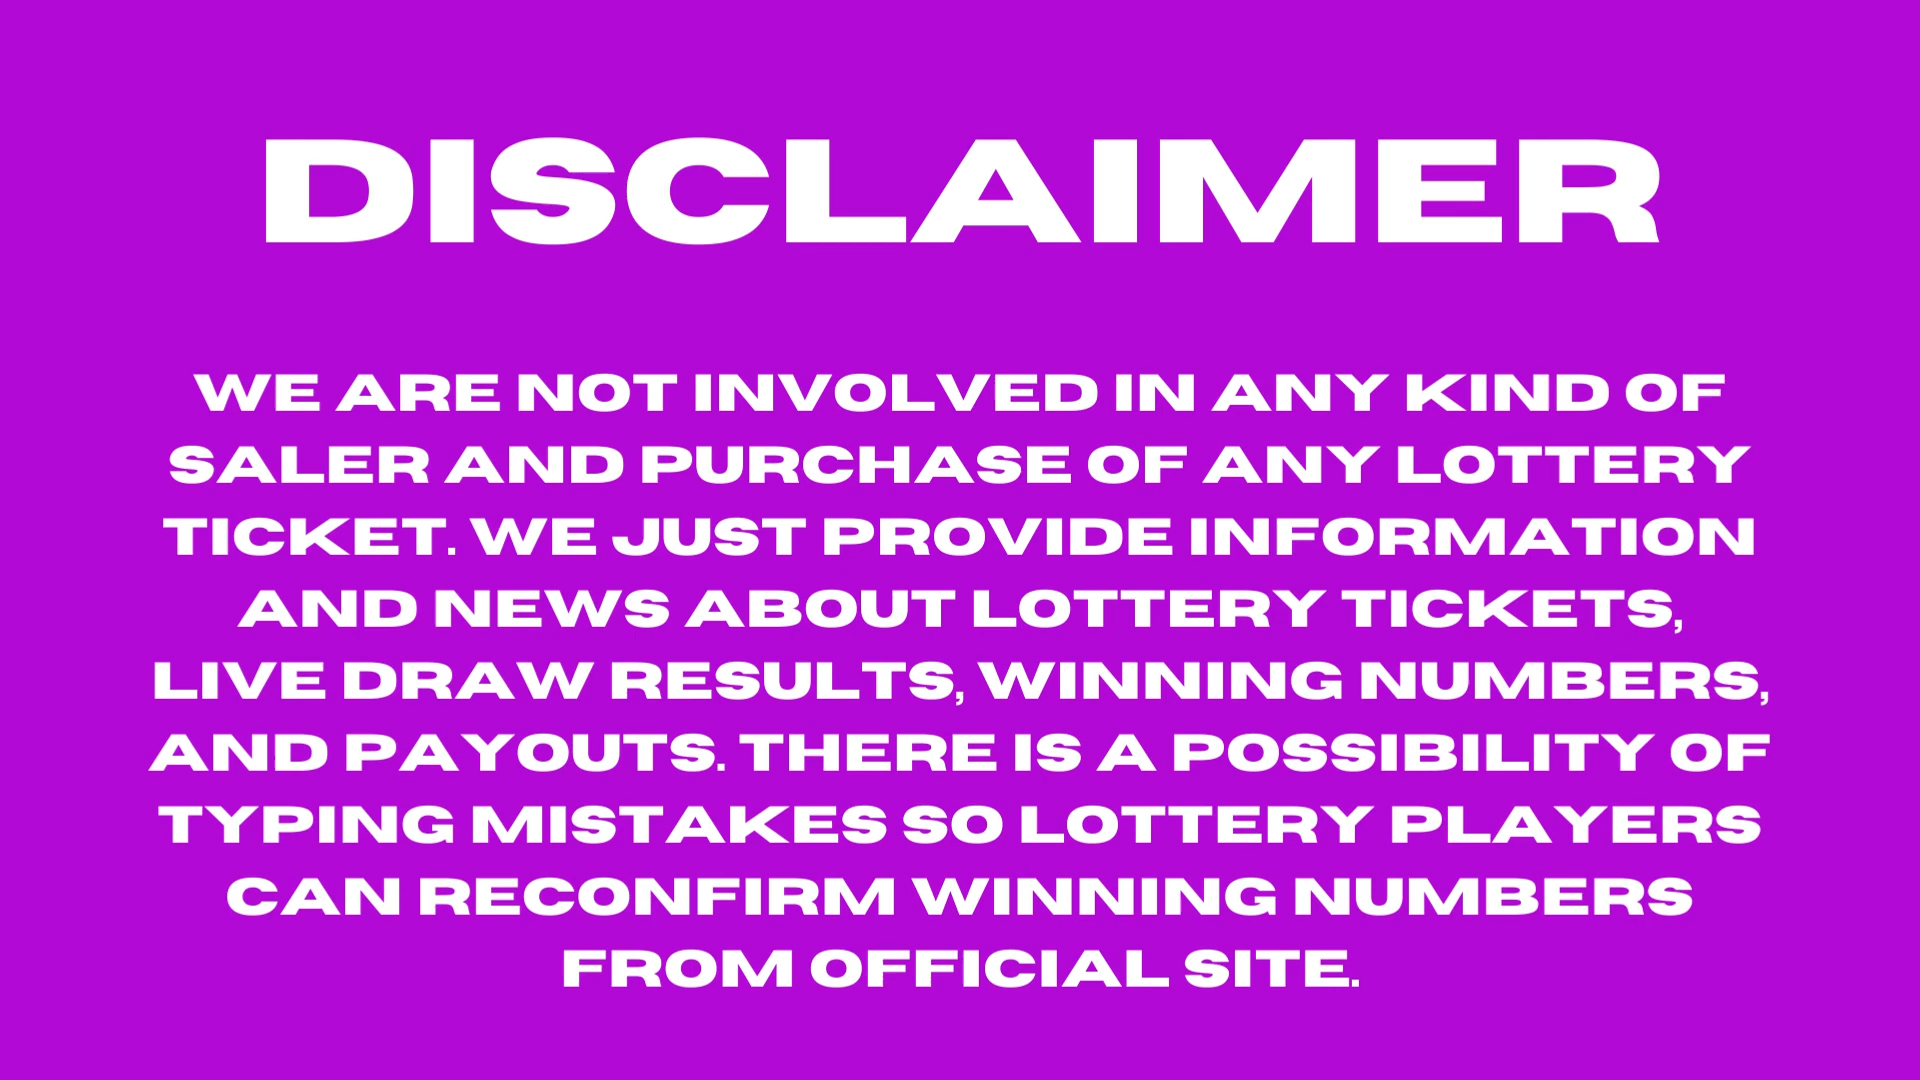 DISCLAIMER
WE ARE NOT INVOLVED IN ANY KIND OF
SALER AND PURCHASE OF ANY LOTTERY
TICKET. WE JUST PROVIDE INFORMATION
AND NEWS ABOUT LOTTERY TICKETS,
LIVE DRAW RESULTS, WINNING NUMBERS,
AND PAYOUTS. THERE IS A POSSIBILITY OF
TYPING MISTAKES SO LOTTERY PLAYERS
CAN RECONFIRM WINNING NUMBERS
FROM OFFICIAL SITE.